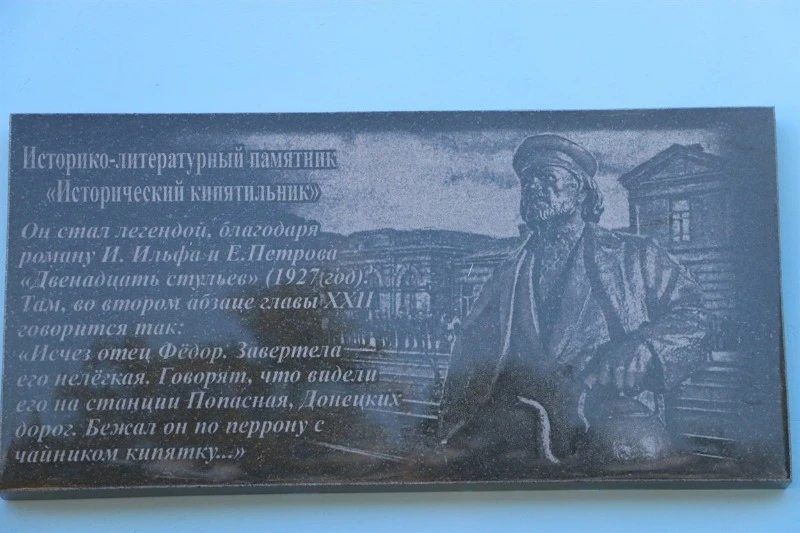 Историко-литературный памятник
«Исторический кипятильник»
Он стал легендой, благодаря
роману И. Ильфа и Е.Петрова
«Двенадцать стульев» (1927 год).
Там, во втором абзаце главы XXII
говорится так:
«Исчез отец Фёдор. Завертела
его нелёгкая. Говорят, что видели
его на станции Попасная, Донецких
дорог. Бежал он по перрону с
чайником кипятку...»